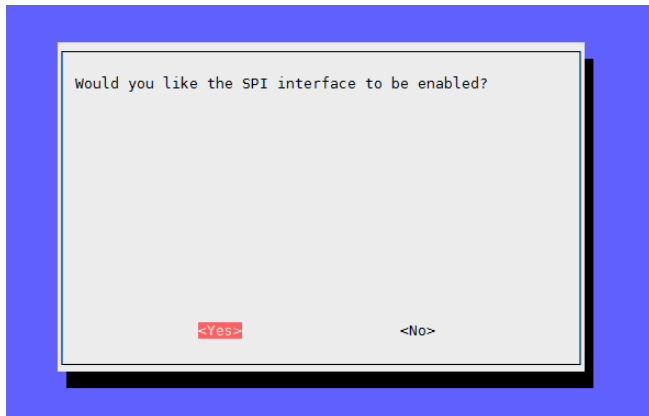 Would you like the SPI interface to be enabled?
<Yes> <No>